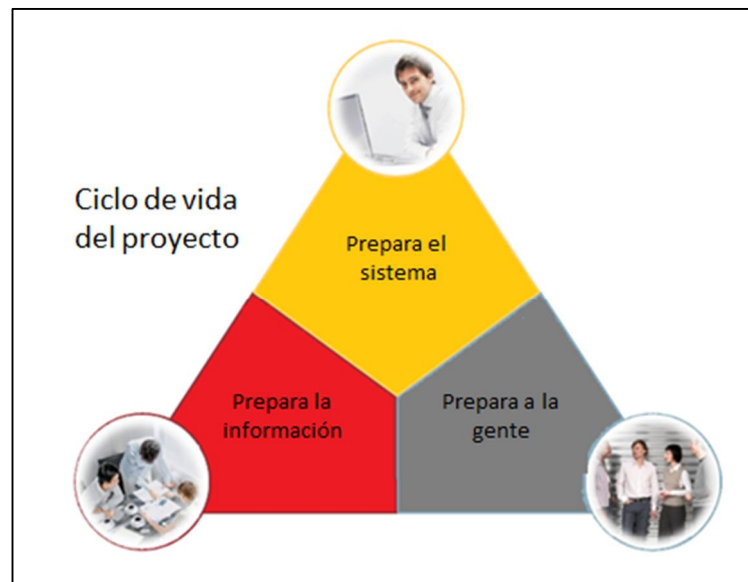 Ciclo de vida
del proyecto
Prepara el
sistema
Prepara la
información
Prepara a la
gente